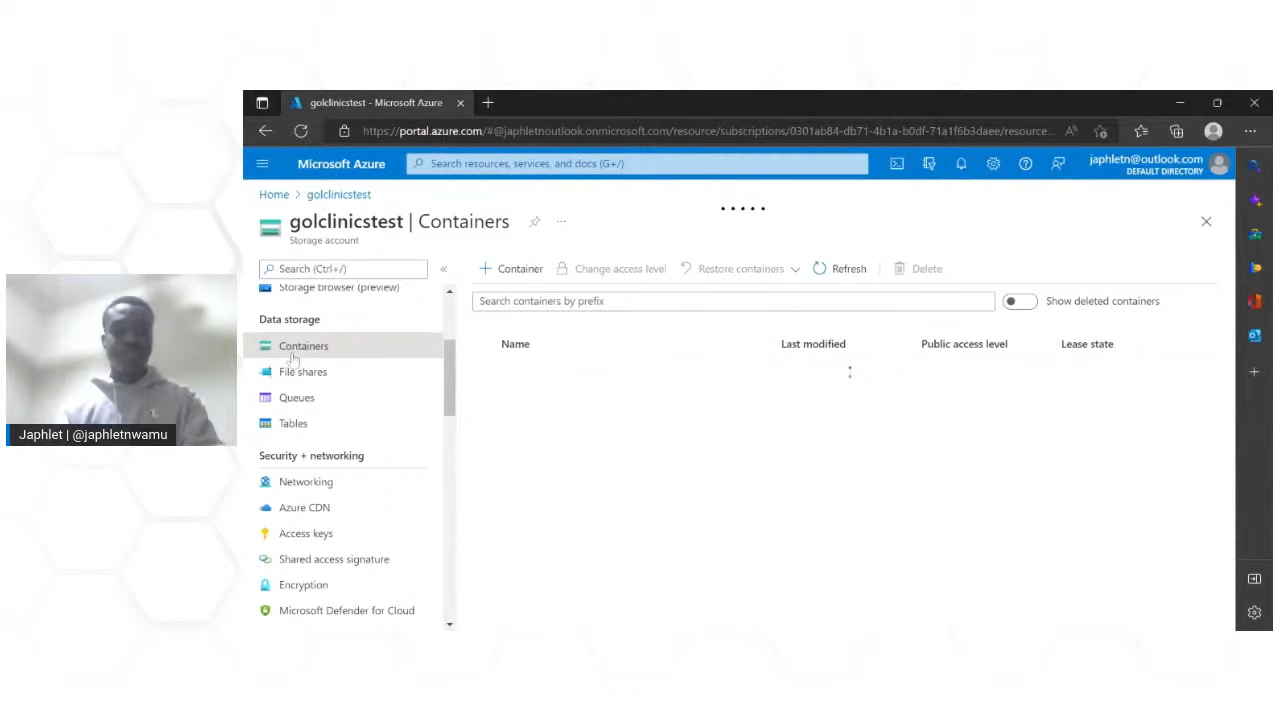 golclinicstest - Microsoft Azure
https://portal.azure.com/#@japhletnoutlook.onmicrosoft.com/resource/subscriptions/0301ab84-db71-4b1a-b0df-71a1f6b3daee/resource...
Microsoft Azure
Search resources, services, and docs (G+/)
japhletn@outlook.com
DEFAULT DIRECTORY
Home > golclinicstest
golclinicstest | Containers
Storage account
Search (Ctrl+/)
Container
Change access level
Restore containers
Refresh
Delete
Storage browser (preview)
Search containers by prefix
Show deleted containers
Data storage
Containers
File shares
Queues
Tables
Name
Last modified
Public access level
Lease state
Security + networking
Networking
Azure CDN
Access keys
Shared access signature
Encryption
Microsoft Defender for Cloud
Japhlet | @japhletnwamu